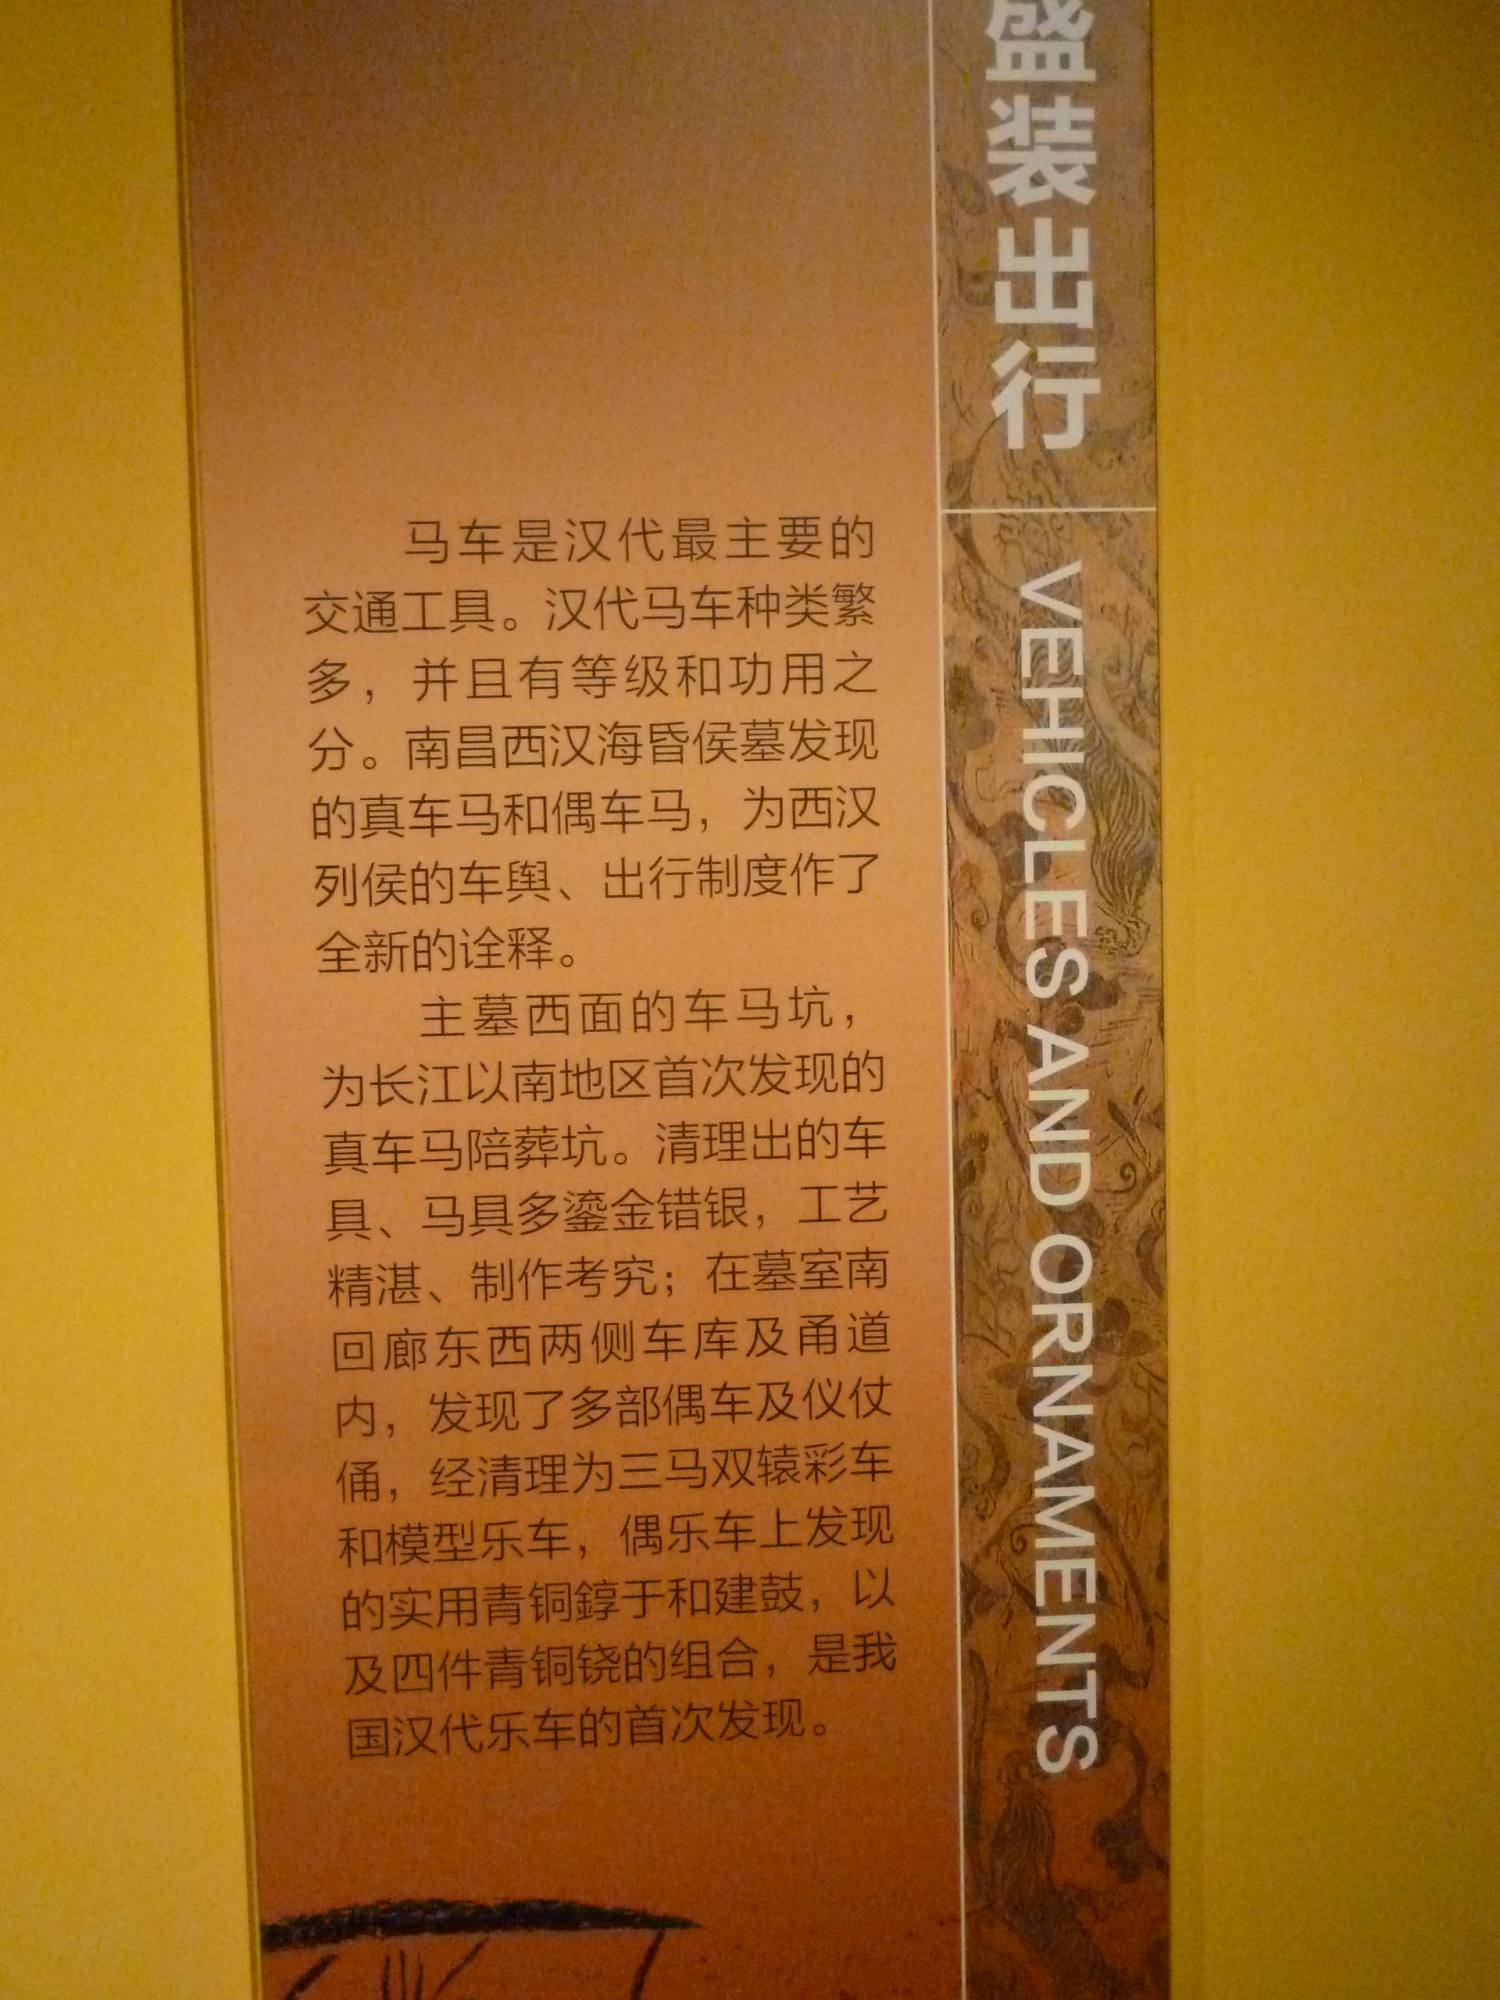 盛装出行
VEHICLES AND ORNAMENTS
马车是汉代最主要的
交通工具。汉代马车种类繁
多，并且有等级和功用之
分。南昌西汉海昏侯墓发现
的真车马和偶车马，为西汉
列侯的车舆、出行制度作了
全新的诠释。
主墓西面的车马坑，
为长江以南地区首次发现的
真车马陪葬坑。清理出的车
具、马具多鎏金错银，工艺
精湛、制作考究；在墓室南
回廊东西两侧车库及甬道
内，发现了多部偶车及仪仗
俑，经清理为三马双辕彩车
和模型乐车，偶乐车上发现
的实用青铜錞于和建鼓，以
及四件青铜铙的组合，是我
国汉代乐车的首次发现。